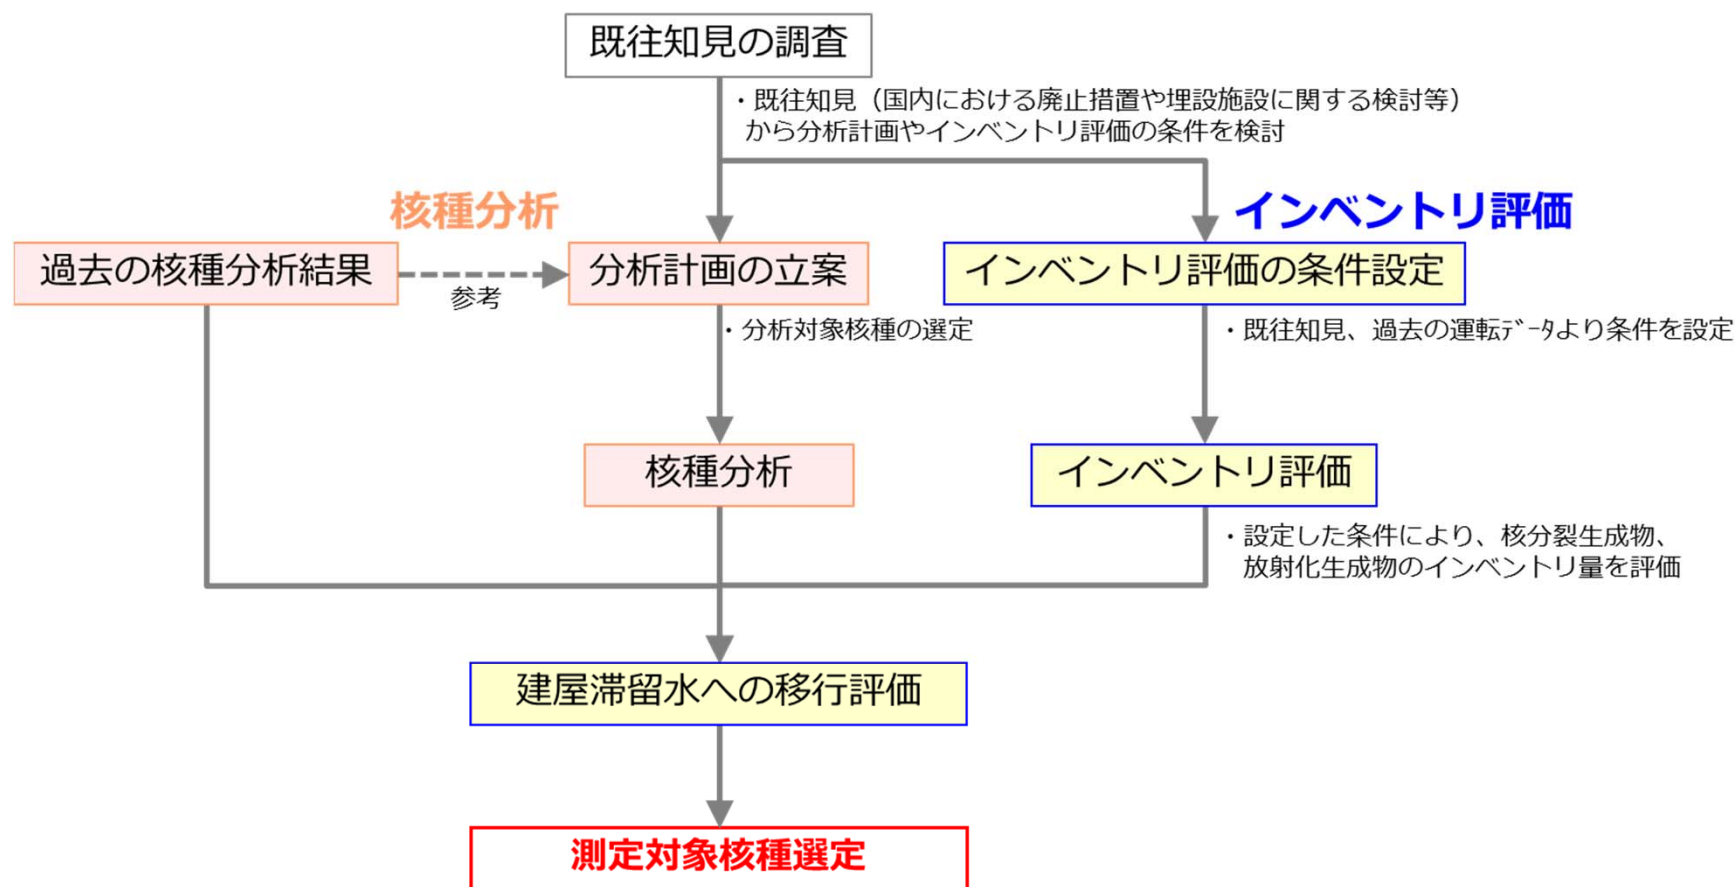 既往知見の調査
・既往知見（国内における廃止措置や埋設施設に関する検討等）
から分析計画やインベントリ評価の条件を検討
核種分析
インベントリ評価
過去の核種分析結果
参考
分析計画の立案
インベントリ評価の条件設定
・分析対象核種の選定
・既往知見、過去の運転ﾃﾞｰﾀより条件を設定
核種分析
インベントリ評価
・設定した条件により、核分裂生成物、
放射化生成物のインベントリ量を評価
建屋滞留水への移行評価
測定対象核種選定